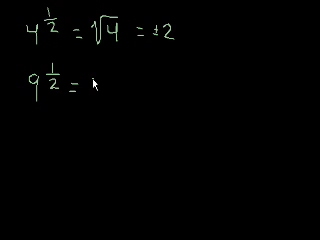 4^{1/2} = √4 = ±2
9^{1/2} =